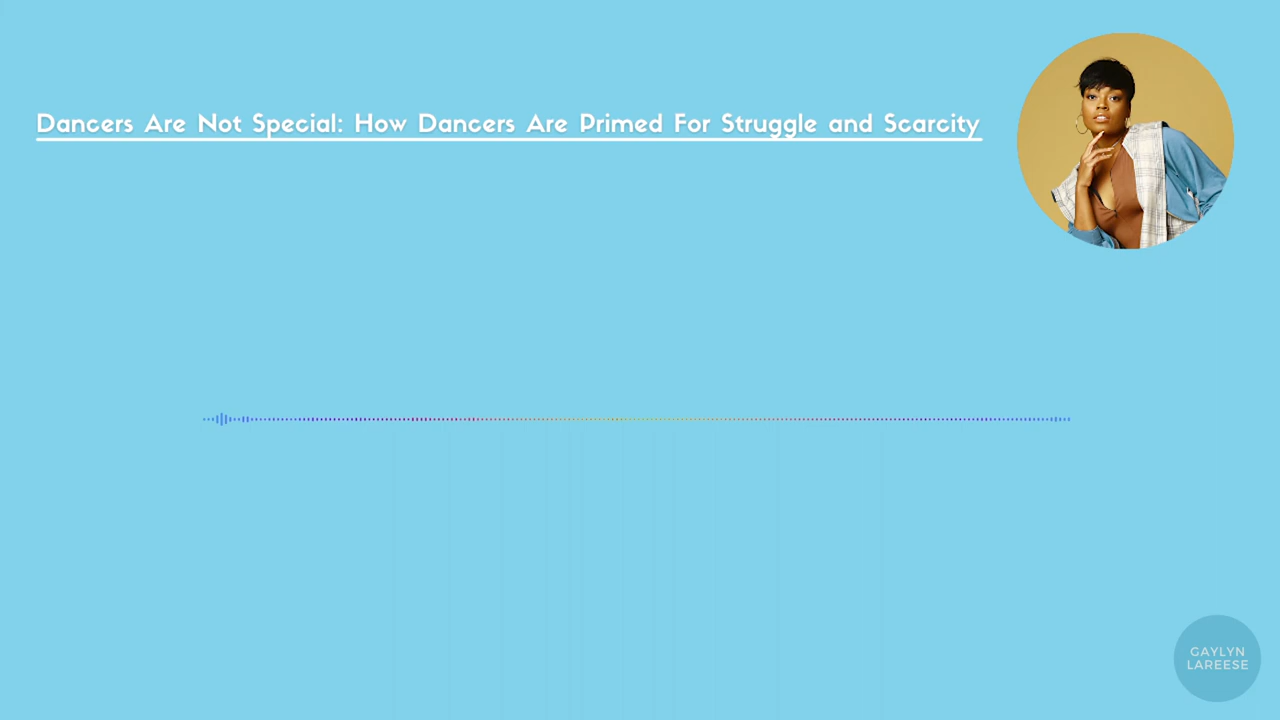 Dancers Are Not Special: How Dancers Are Primed For Struggle and Scarcity
GAYLYN
LAREESE